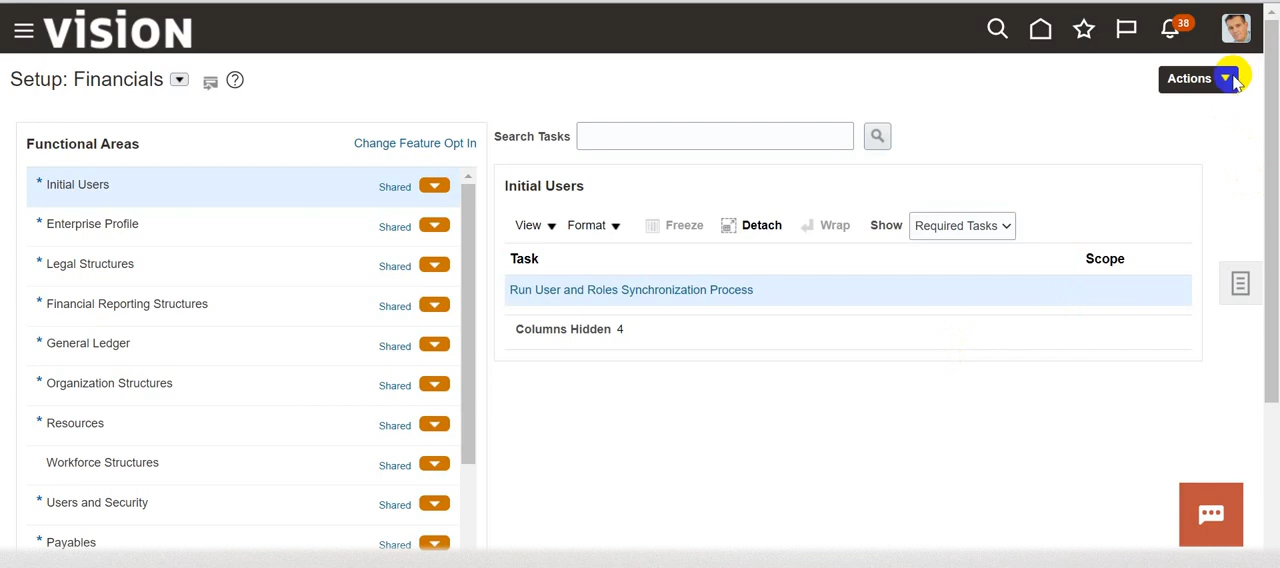 vision
38
Setup: Financials
Actions
Functional Areas
Change Feature Opt In
* Initial Users Shared
* Enterprise Profile Shared
* Legal Structures Shared
* Financial Reporting Structures Shared
* General Ledger Shared
* Organization Structures Shared
* Resources Shared
Workforce Structures Shared
* Users and Security Shared
* Payables Shared
Search Tasks
Initial Users
View Format Freeze Detach Wrap Show Required Tasks
Task Scope
Run User and Roles Synchronization Process
Columns Hidden 4